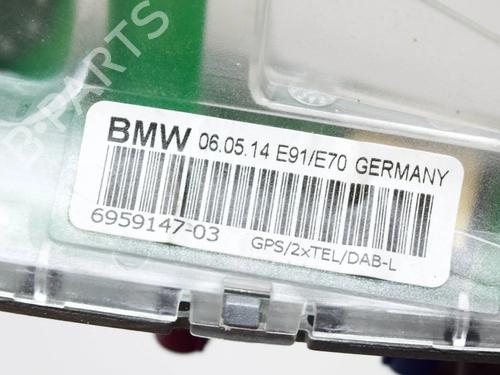 B-PARTS
BMW 06.05.14 E91/E70 GERMANY
6959147-03 GPS/2xTEL/DAB-L